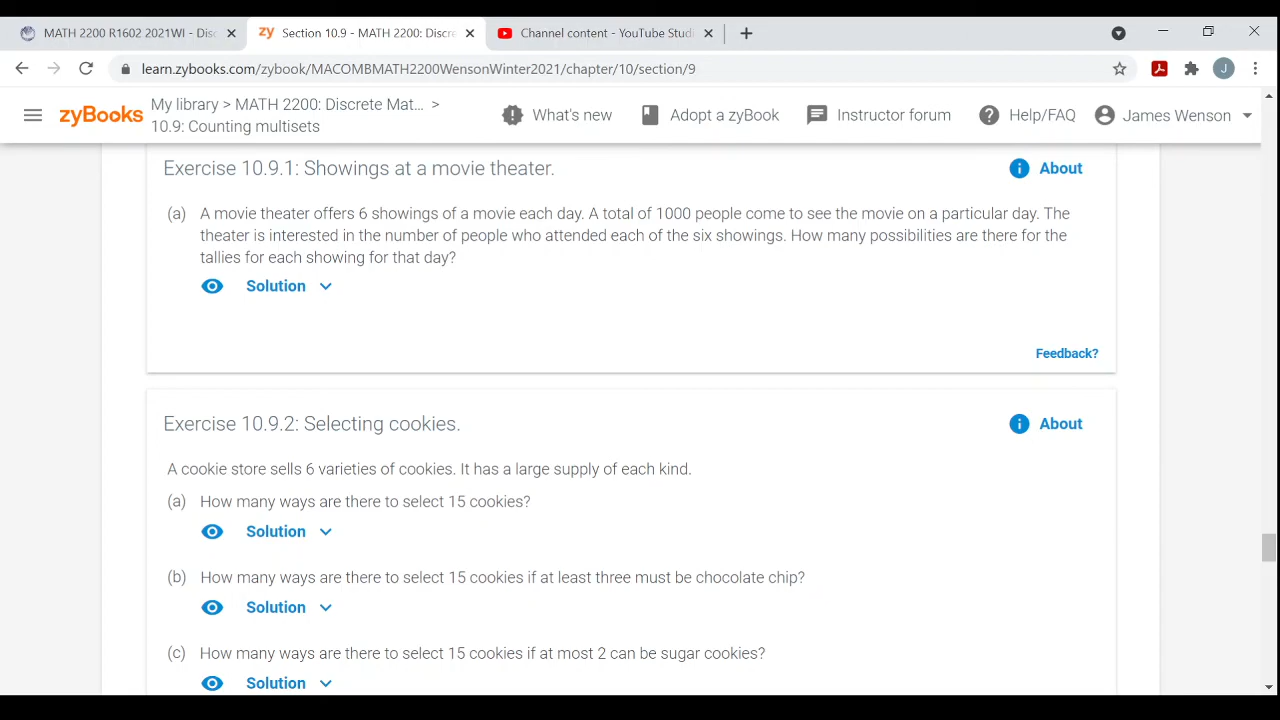 MATH 2200 R1602 2021WI - Disc
zy Section 10.9 - MATH 2200: Discre
Channel content - YouTube Studi
learn.zybooks.com/zybook/MACOMBMATH2200WensonWinter2021/chapter/10/section/9
J
zyBooks
My library > MATH 2200: Discrete Mat... >
10.9: Counting multisets
What's new
Adopt a zyBook
Instructor forum
Help/FAQ
James Wenson
Exercise 10.9.1: Showings at a movie theater.
About
(a) A movie theater offers 6 showings of a movie each day. A total of 1000 people come to see the movie on a particular day. The
theater is interested in the number of people who attended each of the six showings. How many possibilities are there for the
tallies for each showing for that day?
Solution
Feedback?
Exercise 10.9.2: Selecting cookies.
About
A cookie store sells 6 varieties of cookies. It has a large supply of each kind.
(a) How many ways are there to select 15 cookies?
Solution
(b) How many ways are there to select 15 cookies if at least three must be chocolate chip?
Solution
(c) How many ways are there to select 15 cookies if at most 2 can be sugar cookies?
Solution